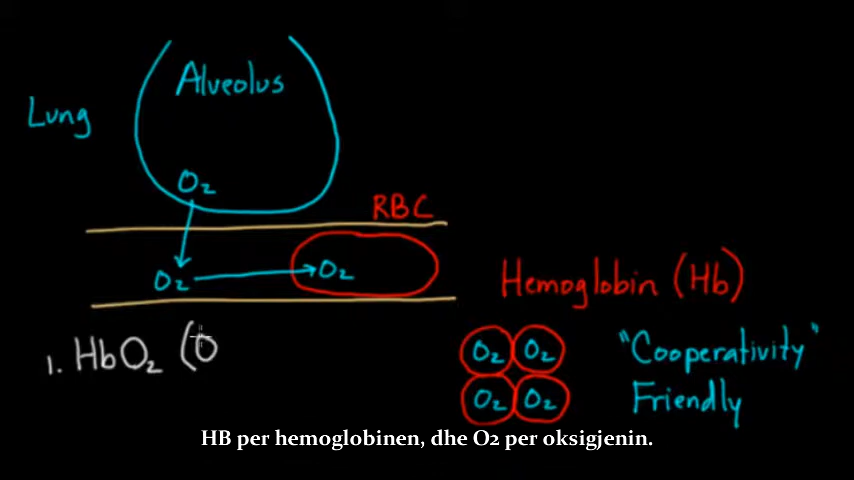 Alveolus
Lung
O2
RBC
O2 O2
Hemoglobin (Hb)
1. HbO2 (O
O2 O2
O2 O2
"Cooperativity"
Friendly
HB per hemoglobinen, dhe O2 per oksigjenin.